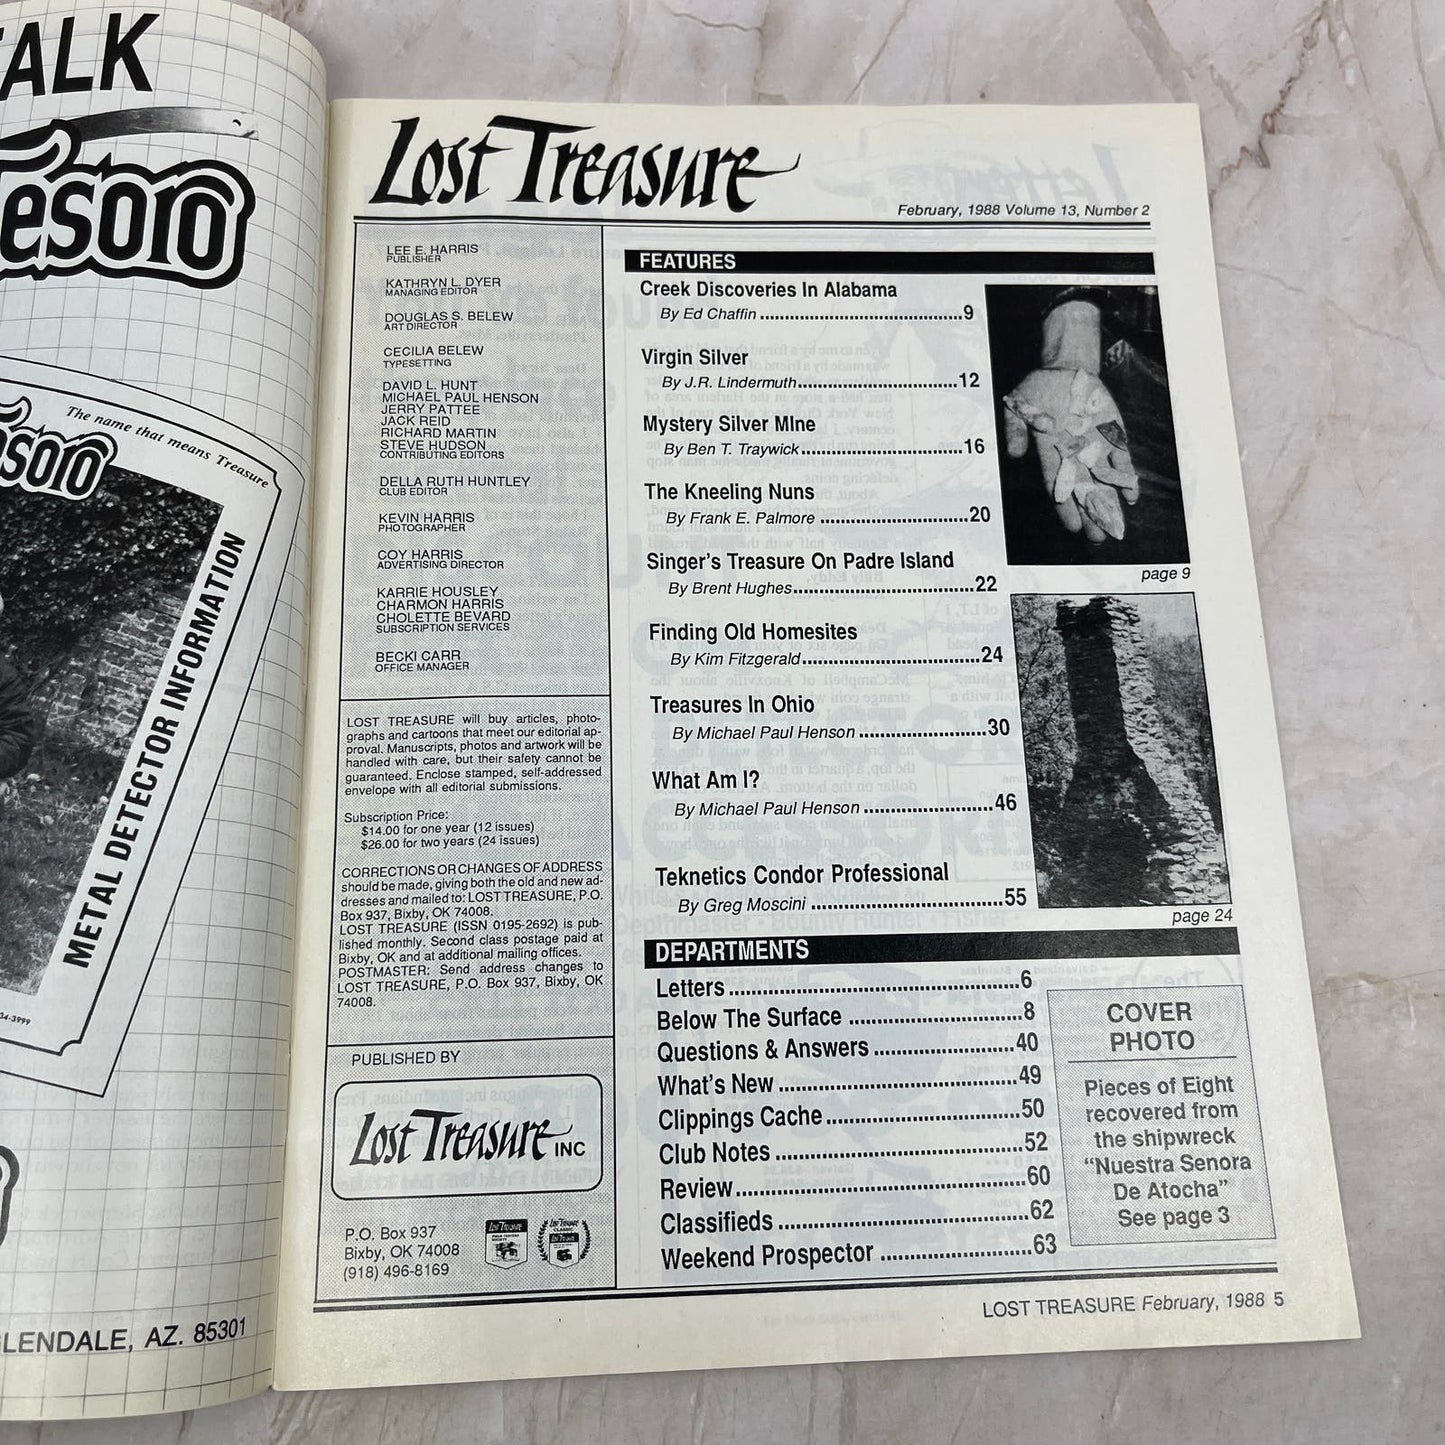 TALK
Tesoro
The name that means Treasure
METAL DETECTOR INFORMATION
34-3999
GLENDALE, AZ. 85301
Lost Treasure
February, 1988 Volume 13, Number 2
LEE E. HARRIS
PUBLISHER
KATHRYN L. DYER
MANAGING EDITOR
DOUGLAS S. BELEW
ART DIRECTOR
CECILIA BELEW
TYPESETTING
DAVID L. HUNT
MICHAEL PAUL HENSON
JERRY PATTEE
JACK REID
RICHARD MARTIN
STEVE HUDSON
CONTRIBUTING EDITORS
DELLA RUTH HUNTLEY
CLUB EDITOR
KEVIN HARRIS
PHOTOGRAPHER
COY HARRIS
ADVERTISING DIRECTOR
KARRIE HOUSLEY
CHARMON HARRIS
CHOLETTE BEVARD
SUBSCRIPTION SERVICES
BECKI CARR
OFFICE MANAGER
LOST TREASURE will buy articles, photo-
graphs and cartoons that meet our editorial ap-
proval. Manuscripts, photos and artwork will be
handled with care, but their safety cannot be
guaranteed. Enclose stamped, self-addressed
envelope with all editorial submissions.
Subscription Price:
$14.00 for one year (12 issues)
$26.00 for two years (24 issues)
CORRECTIONS OR CHANGES OF ADDRESS
should be made, giving both the old and new ad-
dresses and mailed to: LOST TREASURE, P.O.
Box 937, Bixby, OK 74008.
LOST TREASURE (ISSN 0195-2692) is pub-
lished monthly. Second class postage paid at
Bixby, OK and at additional mailing offices.
POSTMASTER: Send address changes to
LOST TREASURE, P.O. Box 937, Bixby, OK
74008.
PUBLISHED BY
Lost Treasure INC
P.O. Box 937
Bixby, OK 74008
(918) 496-8169
FEATURES
Creek Discoveries In Alabama
By Ed Chaffin ........................................9
Virgin Silver
By J.R. Lindermuth................................12
Mystery Silver MIne
By Ben T. Traywick................................16
The Kneeling Nuns
By Frank E. Palmore .............................20
Singer's Treasure On Padre Island
By Brent Hughes...................................22
Finding Old Homesites
By Kim Fitzgerald..................................24
Treasures In Ohio
By Michael Paul Henson .........................30
What Am I?
By Michael Paul Henson .........................46
Teknetics Condor Professional
By Greg Moscini ...................................55
page 9
page 24
DEPARTMENTS
Letters ..........................................6
Below The Surface .........................8
Questions & Answers ........................40
What's New ...................................49
Clippings Cache .............................50
Club Notes ....................................52
Review..........................................60
Classifieds ....................................62
Weekend Prospector ......................63
COVER
PHOTO
Pieces of Eight
recovered from
the shipwreck
“Nuestra Senora
De Atocha”
See page 3
LOST TREASURE February, 1988 5